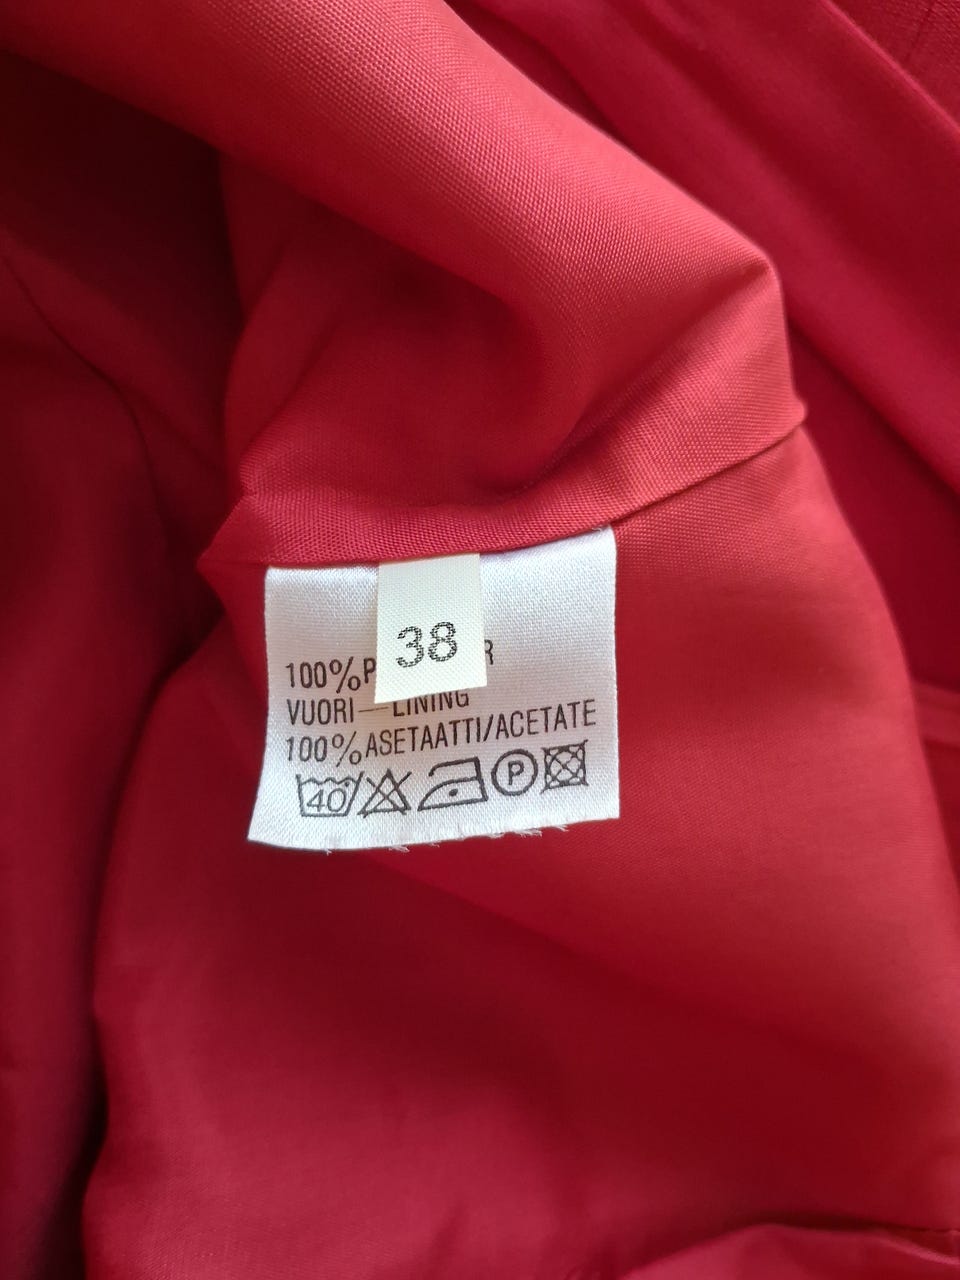 38
100% P R
VUORI—LINING
100% ASETAATTI/ACETATE
40 P